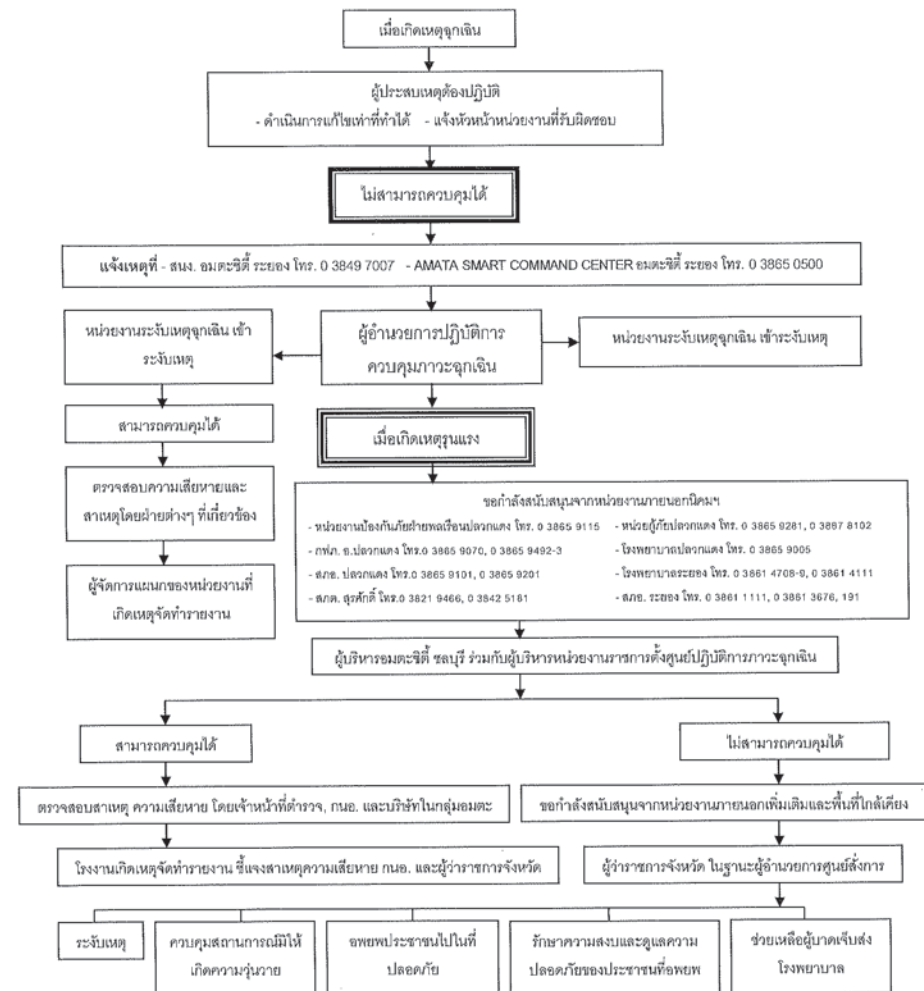 เมื่อเกิดเหตุฉุกเฉิน
ผู้ประสบเหตุต้องปฏิบัติ
- ดำเนินการแก้ไขเท่าที่ทำได้ - แจ้งหัวหน้าหน่วยงานที่รับผิดชอบ
ไม่สามารถควบคุมได้
แจ้งเหตุที่ - สนง. อมตะซิตี้ ระยอง โทร. 0 3849 7007 - AMATA SMART COMMAND CENTER อมตะซิตี้ ระยอง โทร. 0 3865 0500
หน่วยงานระงับเหตุฉุกเฉิน เข้า
ระงับเหตุ
ผู้อำนวยการปฏิบัติการ
ควบคุมภาวะฉุกเฉิน
หน่วยงานระงับเหตุฉุกเฉิน เข้าระงับเหตุ
สามารถควบคุมได้
เมื่อเกิดเหตุรุนแรง
ตรวจสอบความเสียหายและ
สาเหตุโดยฝ่ายต่างๆ ที่เกี่ยวข้อง
ผู้จัดการแผนกของหน่วยงานที่
เกิดเหตุจัดทำรายงาน
ขอกำลังสนับสนุนจากหน่วยงานภายนอกนิคมฯ
- หน่วยงานป้องกันภัยฝ่ายพลเรือนปลวกแดง โทร. 0 3865 9115 - หน่วยกู้ภัยปลวกแดง โทร. 0 3865 9281, 0 3897 8102
- กฟภ. อ.ปลวกแดง โทร.0 3865 9070, 0 3865 9492-3 - โรงพยาบาลปลวกแดง โทร. 0 3865 9005
- สภอ. ปลวกแดง โทร.0 3865 9101, 0 3865 9201 - โรงพยาบาลระยอง โทร. 0 3861 4708-9, 0 3861 4111
- สภต. สุรศักดิ์ โทร.0 3821 9466, 0 3842 5161 - สภอ. ระยอง โทร. 0 3861 1111, 0 3861 3676, 191
ผู้บริหารอมตะซิตี้ ชลบุรี ร่วมกับผู้บริหารหน่วยงานราชการตั้งศูนย์ปฏิบัติการภาวะฉุกเฉิน
สามารถควบคุมได้
ไม่สามารถควบคุมได้
ตรวจสอบสาเหตุ ความเสียหาย โดยเจ้าหน้าที่ตำรวจ, กนอ. และบริษัทในกลุ่มอมตะ
ขอกำลังสนับสนุนจากหน่วยงานภายนอกเพิ่มเติมและพื้นที่ใกล้เคียง
โรงงานเกิดเหตุจัดทำรายงาน ชี้แจงสาเหตุความเสียหาย กนอ. และผู้ว่าราชการจังหวัด
ผู้ว่าราชการจังหวัด ในฐานะผู้อำนวยการศูนย์สั่งการ
ระงับเหตุ
ควบคุมสถานการณ์มิให้
เกิดความวุ่นวาย
อพยพประชาชนไปในที่
ปลอดภัย
รักษาความสงบและดูแลความ
ปลอดภัยของประชาชนที่อพยพ
ช่วยเหลือผู้บาดเจ็บส่ง
โรงพยาบาล